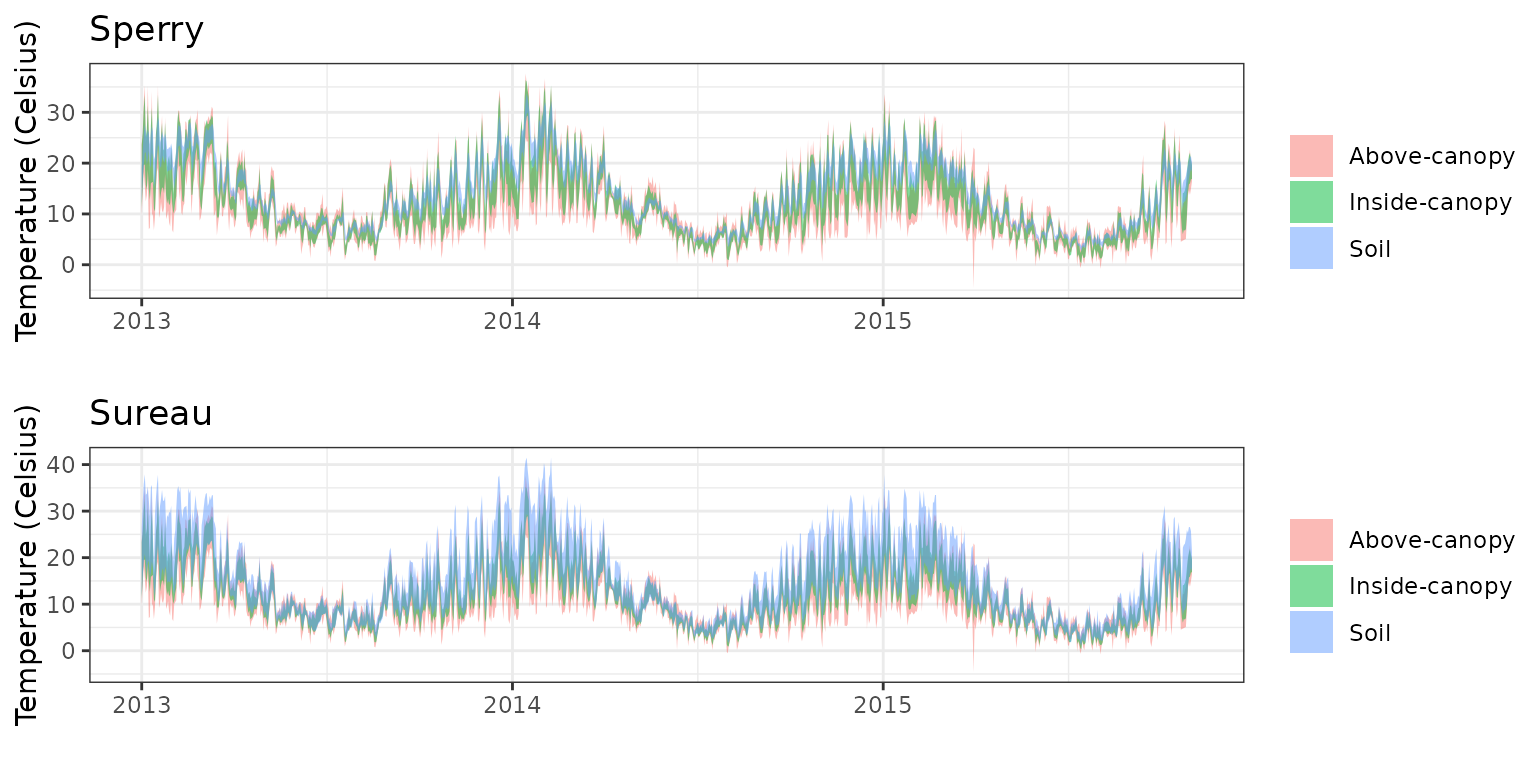 Sperry
Temperature (Celsius)
30
20
10
0
2013 2014 2015
Above-canopy
Inside-canopy
Soil
Sureau
Temperature (Celsius)
40
30
20
10
0
2013 2014 2015
Above-canopy
Inside-canopy
Soil